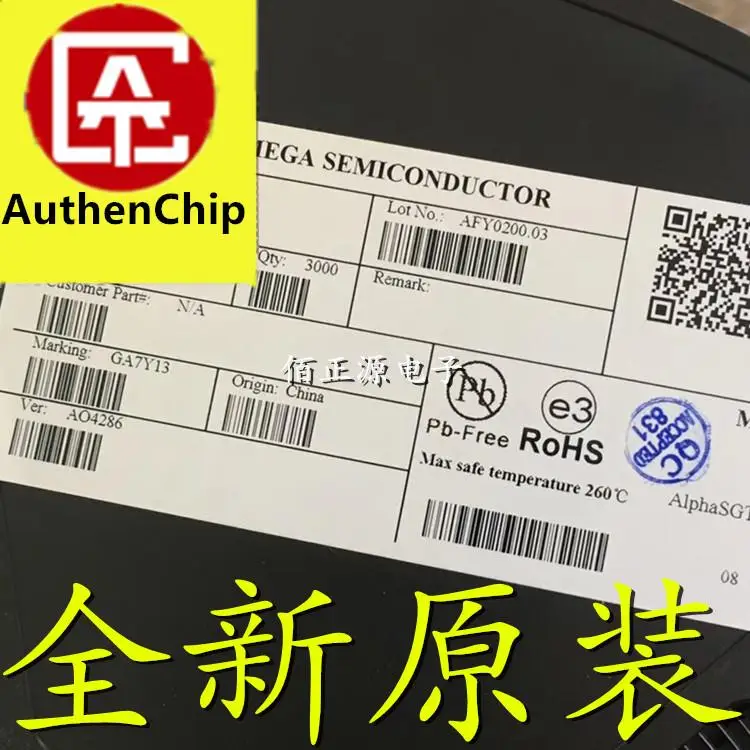 AuthenChip
MEGA SEMICONDUCTOR
Lot No.: AFY0200.03
Qty: 3000
Remark:
Customer Part#: N/A
Marking: GA7Y13
Origin: China
佰正源电子
Ver: AO4286
Pb
Pb-Free
e3
RoHS
QC
ACCEPTED
831
Max safe temperature 260℃
AlphaSGT
08
全新原装